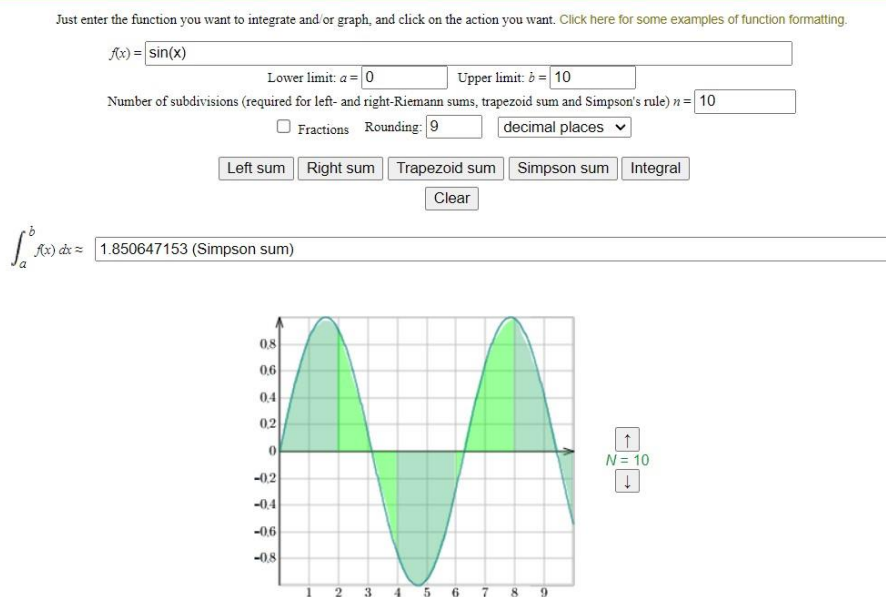 Just enter the function you want to integrate and/or graph, and click on the action you want. Click here for some examples of function formatting.
f(x) = sin(x)
Lower limit: a = 0 Upper limit: b = 10
Number of subdivisions (required for left- and right-Riemann sums, trapezoid sum and Simpson's rule) n = 10
Fractions Rounding: 9 decimal places
Left sum Right sum Trapezoid sum Simpson sum Integral
Clear
∫ₐᵇ f(x) dx ≈ 1.850647153 (Simpson sum)
0.8
0.6
0.4
0.2
0
-0.2
-0.4
-0.6
-0.8
1 2 3 4 5 6 7 8 9
↑
N = 10
↓